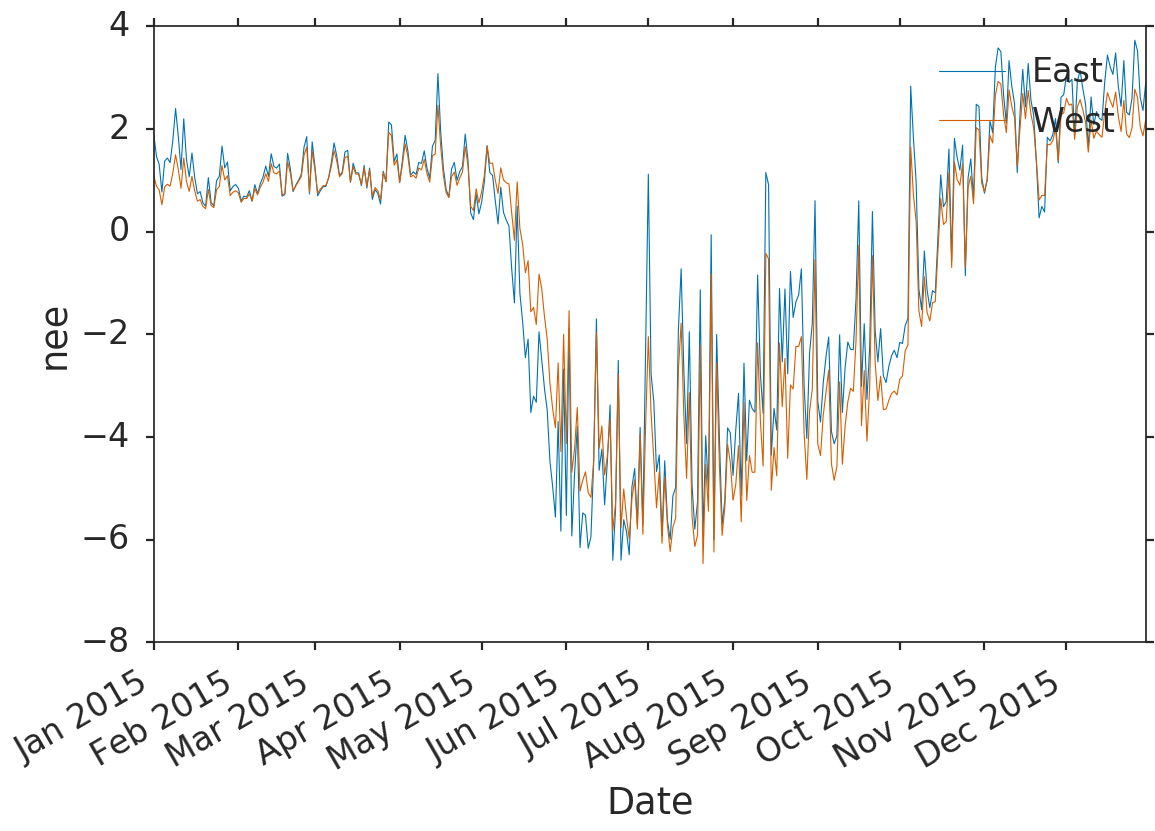 4
2
0
−2
−4
−6
−8
nee
East
West
Jan 2015
Feb 2015
Mar 2015
Apr 2015
May 2015
Jun 2015
Jul 2015
Aug 2015
Sep 2015
Oct 2015
Nov 2015
Dec 2015
Date